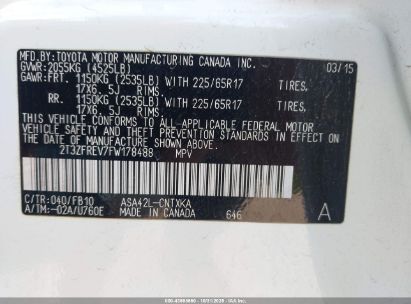 MFD.BY:TOYOTA MOTOR MANUFACTURING CANADA INC.
GVWR:2055KG (4525LB) 03/15
GAWR:FRT. 1150KG (2535LB) WITH 225/65R17 TIRES,
17X6.5J RIMS,
RR. 1150KG (2535LB) WITH 225/65R17 TIRES,
17X6.5J RIMS,
THIS VEHICLE CONFORMS TO ALL APPLICABLE FEDERAL MOTOR
VEHICLE SAFETY STANDARDS IN EFFECT ON THE
DATE OF MANUFACTURE SHOWN ABOVE.
2T3ZFREV7FW178488 MPV
C/TR:040/FB10 ASA42L-CNTXKA
A/TM:-02A/U760E MADE IN CANADA 646 A